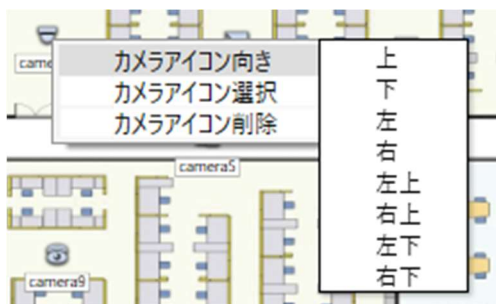 came
カメラアイコン向き
カメラアイコン選択
カメラアイコン削除
上
下
左
右
左上
右上
左下
右下
camera5
camera9